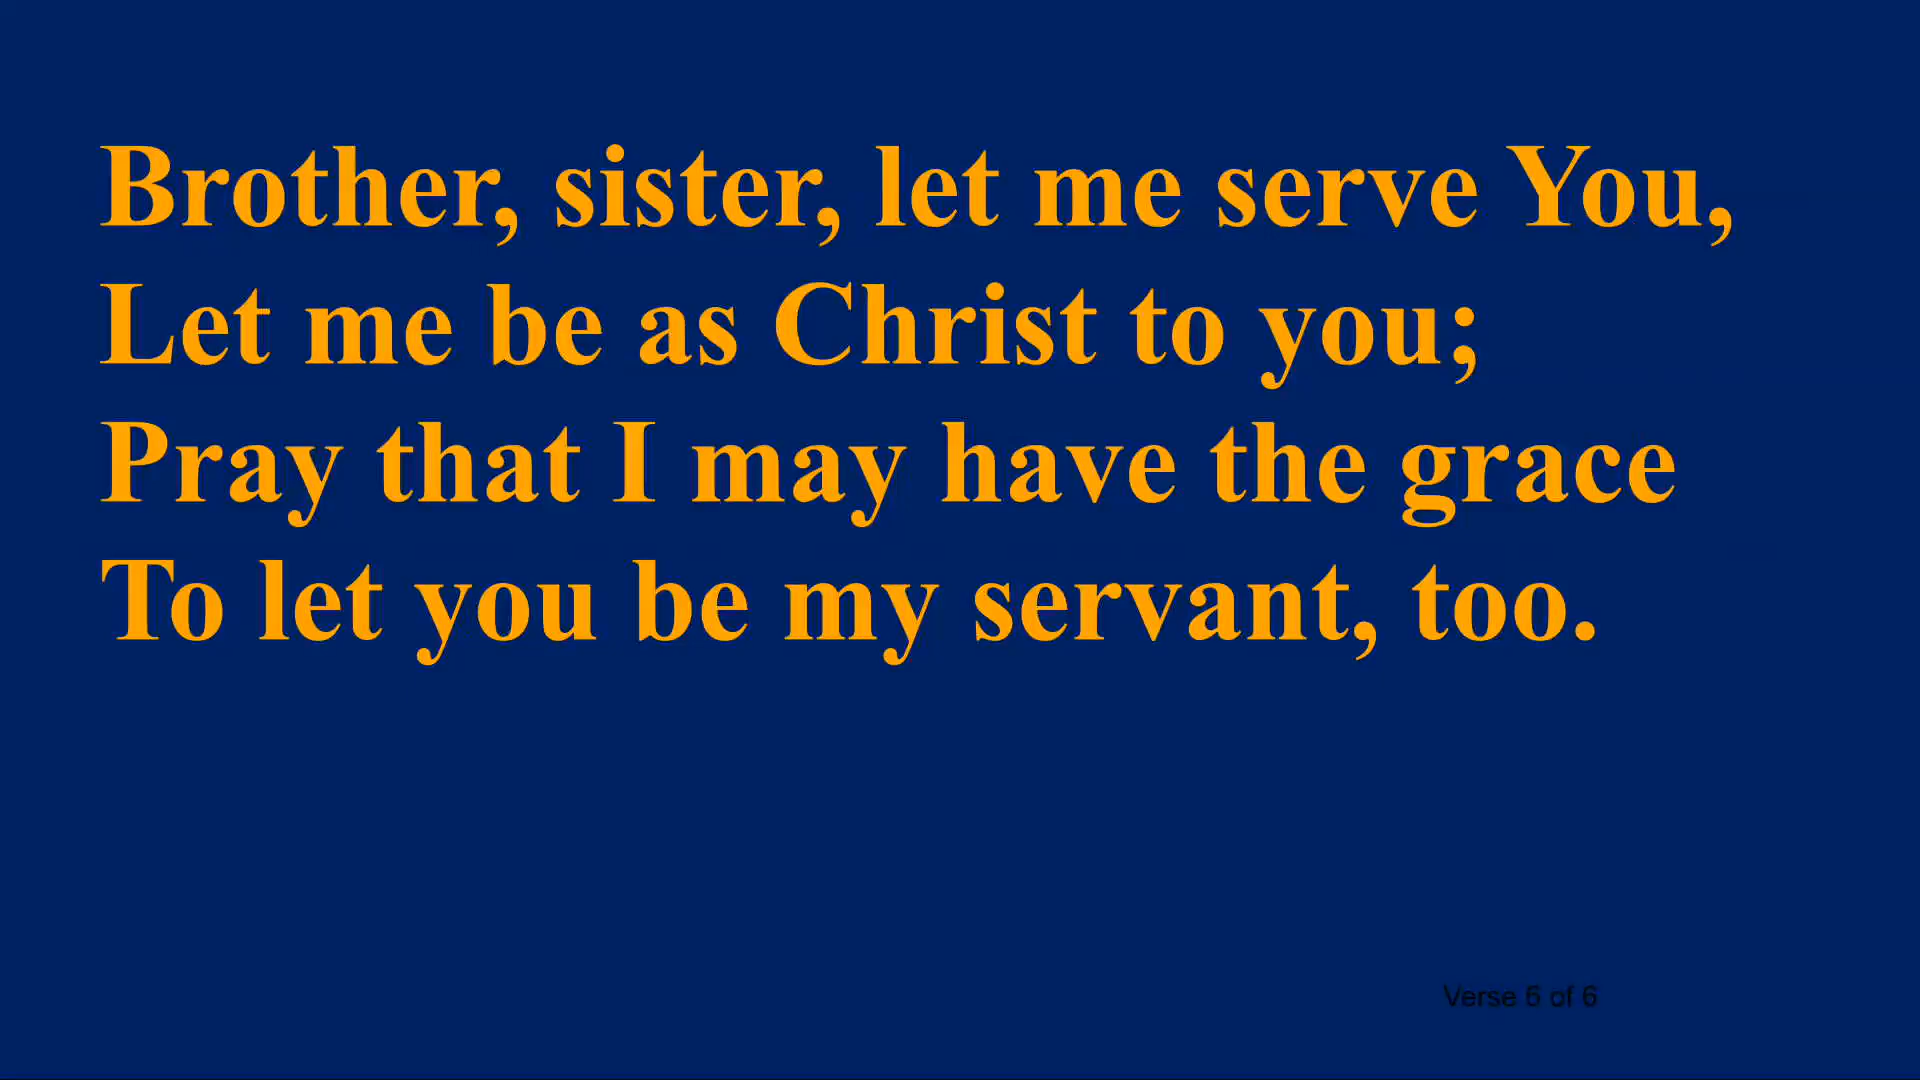 Brother, sister, let me serve You,
Let me be as Christ to you;
Pray that I may have the grace
To let you be my servant, too.
Verse 6 of 6